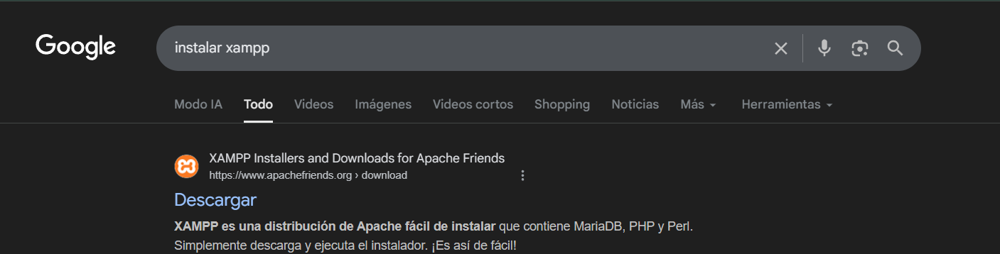 Google
instalar xampp
Modo IA Todo Videos Imágenes Videos cortos Shopping Noticias Más Herramientas
XAMPP Installers and Downloads for Apache Friends
https://www.apachefriends.org › download
Descargar
XAMPP es una distribución de Apache fácil de instalar que contiene MariaDB, PHP y Perl.
Simplemente descarga y ejecuta el instalador. ¡Es así de fácil!